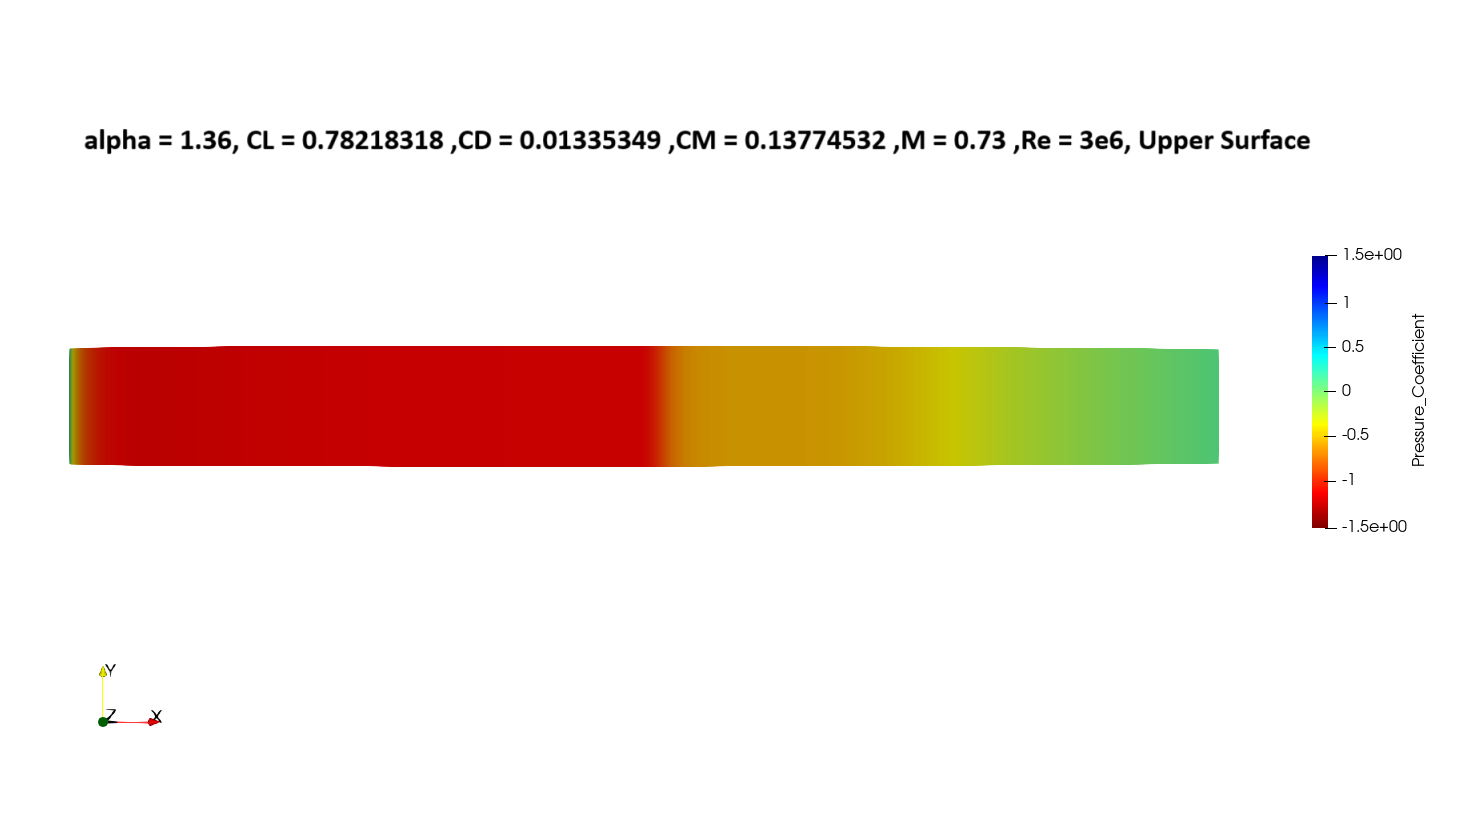 alpha = 1.36, CL = 0.78218318 ,CD = 0.01335349 ,CM = 0.13774532 ,M = 0.73 ,Re = 3e6, Upper Surface
1.5e+00
1
0.5
0
-0.5
-1
-1.5e+00
Pressure_Coefficient
Y
Z
X